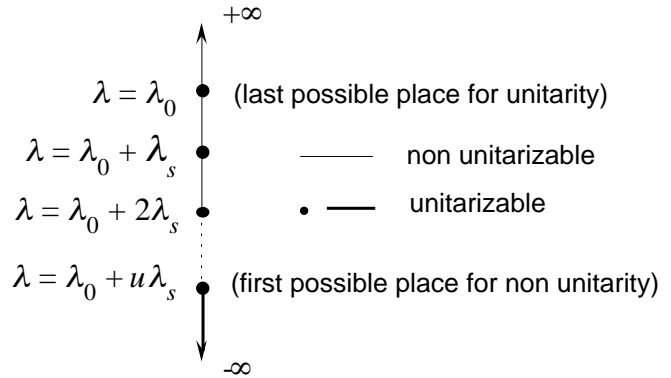 +∞
λ = λ₀ (last possible place for unitarity)
λ = λ₀ + λₛ non unitarizable
λ = λ₀ + 2λₛ unitarizable
λ = λ₀ + uλₛ (first possible place for non unitarity)
-∞